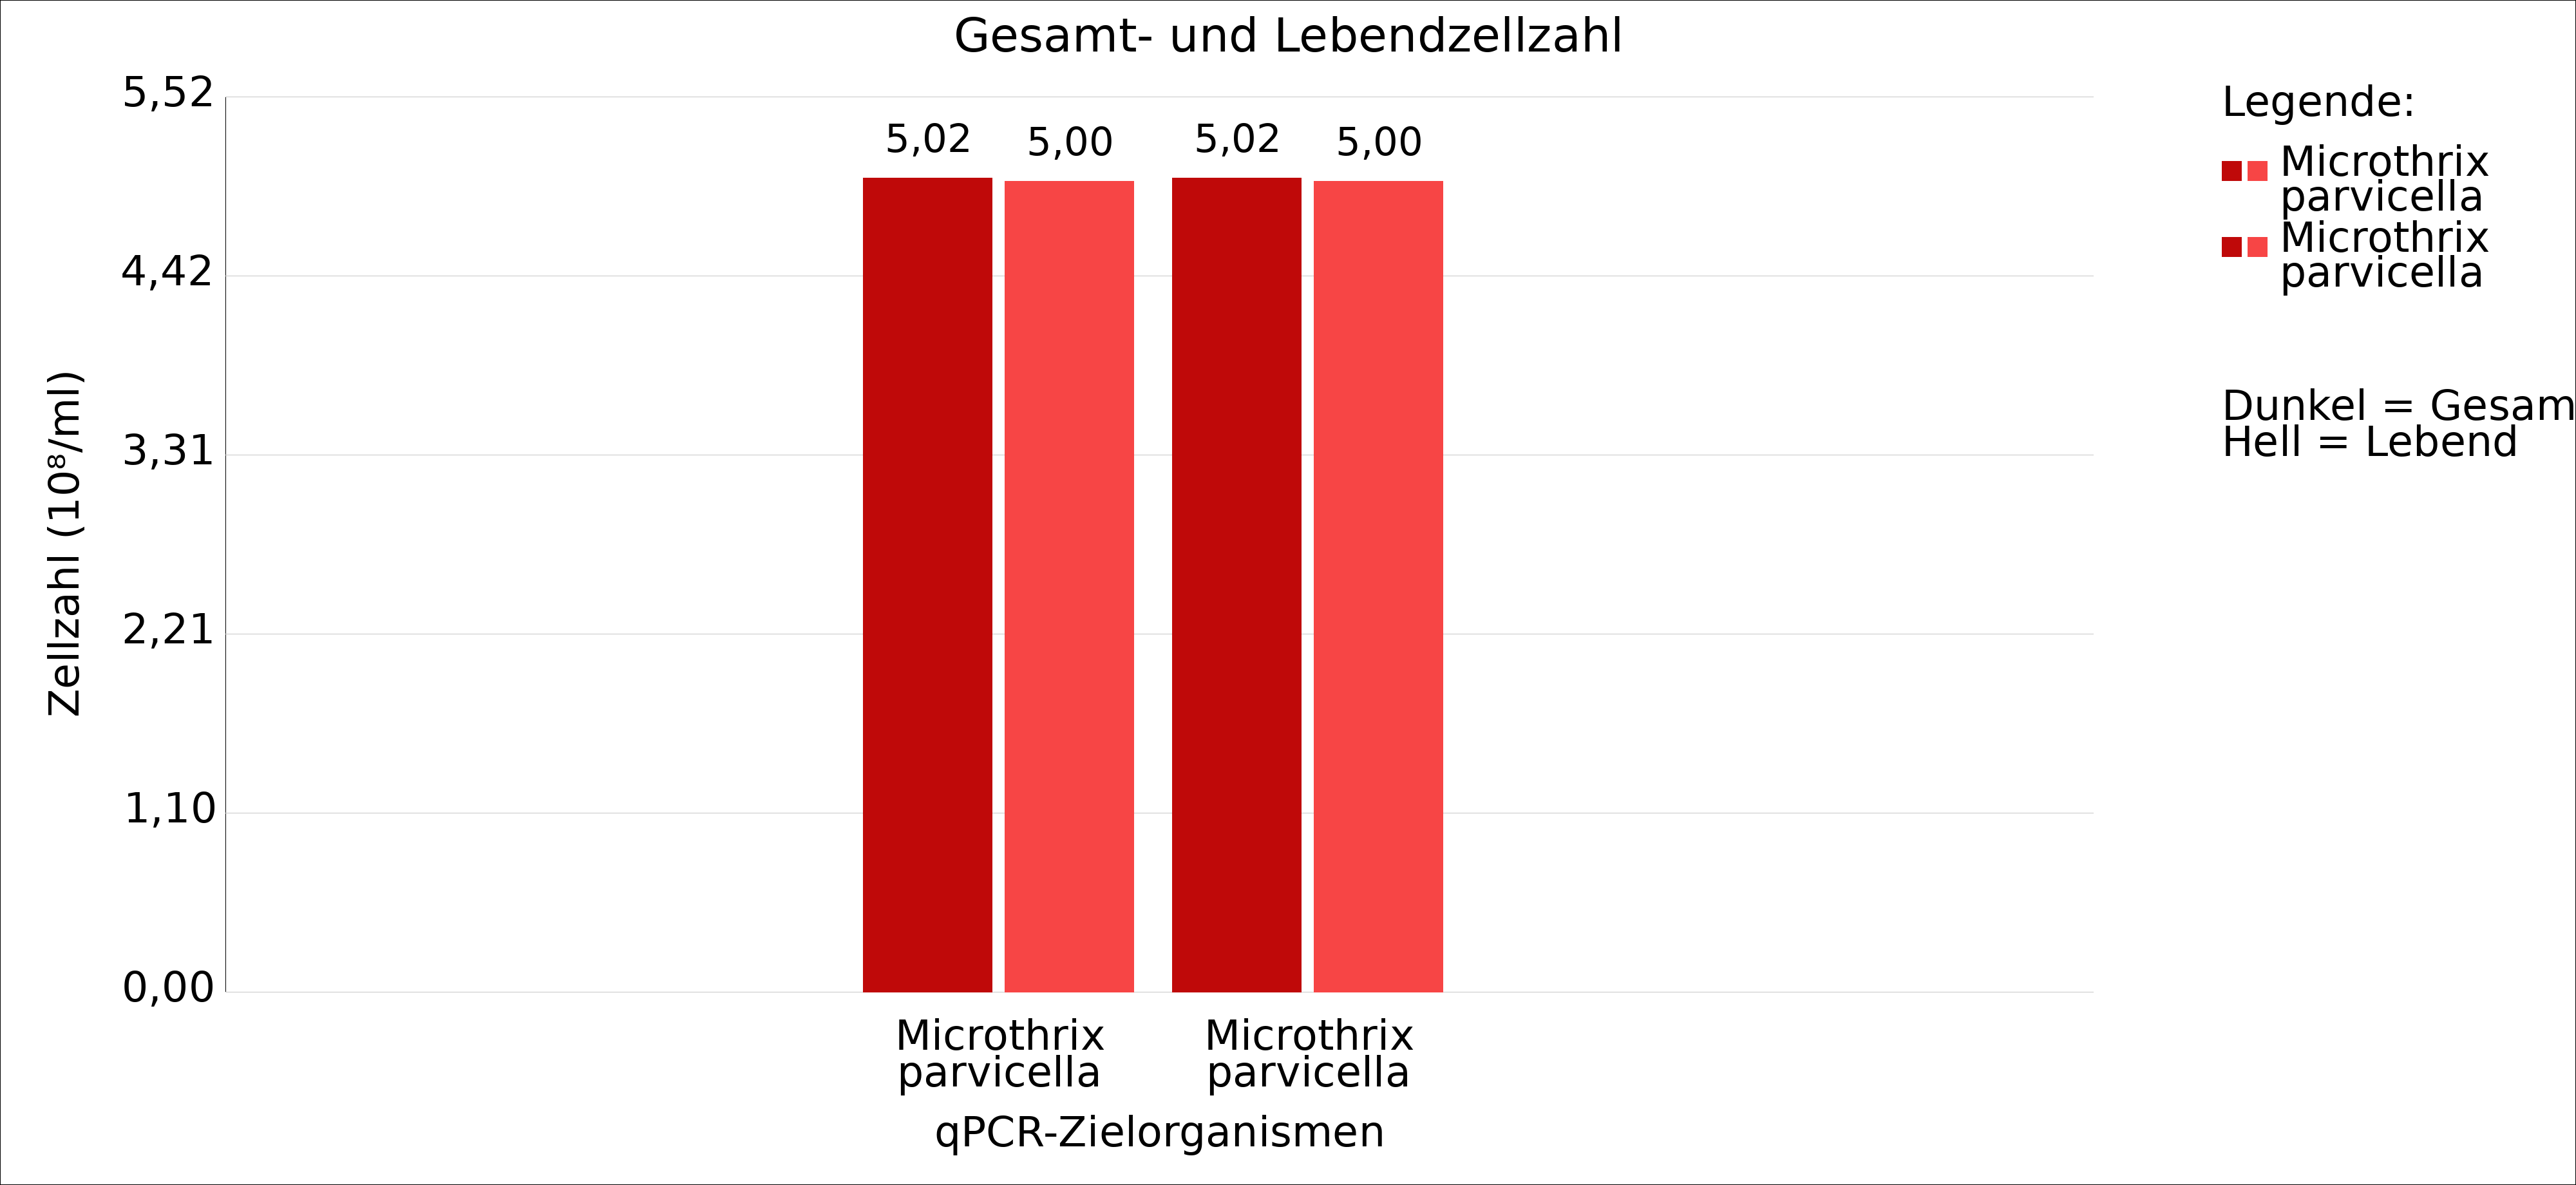 Gesamt- und Lebendzellzahl
5,52
4,42
3,31
2,21
1,10
0,00
Zellzahl (10⁸/ml)
5,02
5,00
5,02
5,00
Microthrix
parvicella
Microthrix
parvicella
qPCR-Zielorganismen
Legende:
Microthrix
parvicella
Microthrix
parvicella
Dunkel = Gesam
Hell = Lebend